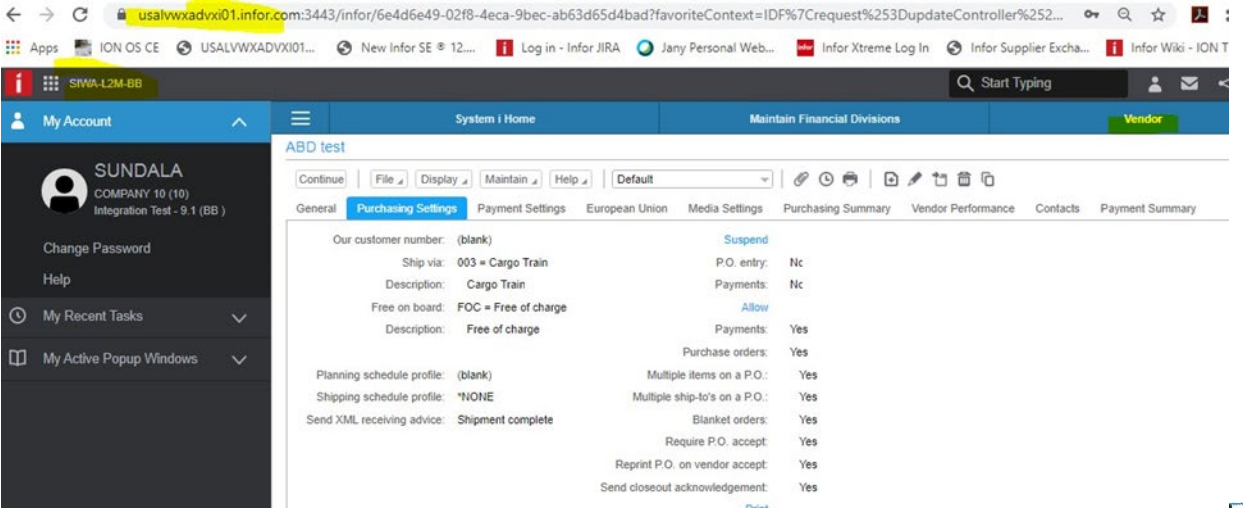 usalvwxadvxi01.infor.com:3443/infor/6e4d6e49-02f8-4eca-9bec-ab63d65d4bad?favoriteContext=IDF%7Crequest%253DupdateController%252...
Apps ION OS CE USALVWXADVXI01... New Infor SE ® 12.... Log in - Infor JIRA Jany Personal Web... Infor Xtreme Log In Infor Supplier Excha... Infor Wiki - ION T
SIWA-L2M-BB Start Typing
My Account System i Home Maintain Financial Divisions Vendor
ABD test
SUNDALA
COMPANY 10 (10)
Integration Test - 9.1 (BB )
Change Password
Help
My Recent Tasks
My Active Popup Windows
Continue File Display Maintain Help Default
General Purchasing Settings Payment Settings European Union Media Settings Purchasing Summary Vendor Performance Contacts Payment Summary
Our customer number: (blank) Suspend
Ship via: 003 = Cargo Train P.O. entry: No
Description: Cargo Train Payments: No
Free on board: FOC = Free of charge Allow
Description: Free of charge Payments: Yes
Purchase orders: Yes
Planning schedule profile: (blank) Multiple items on a P.O.: Yes
Shipping schedule profile: *NONE Multiple ship-to's on a P.O.: Yes
Send XML receiving advice: Shipment complete Blanket orders: Yes
Require P.O. accept: Yes
Reprint P.O. on vendor accept: Yes
Send closeout acknowledgement: Yes
Print